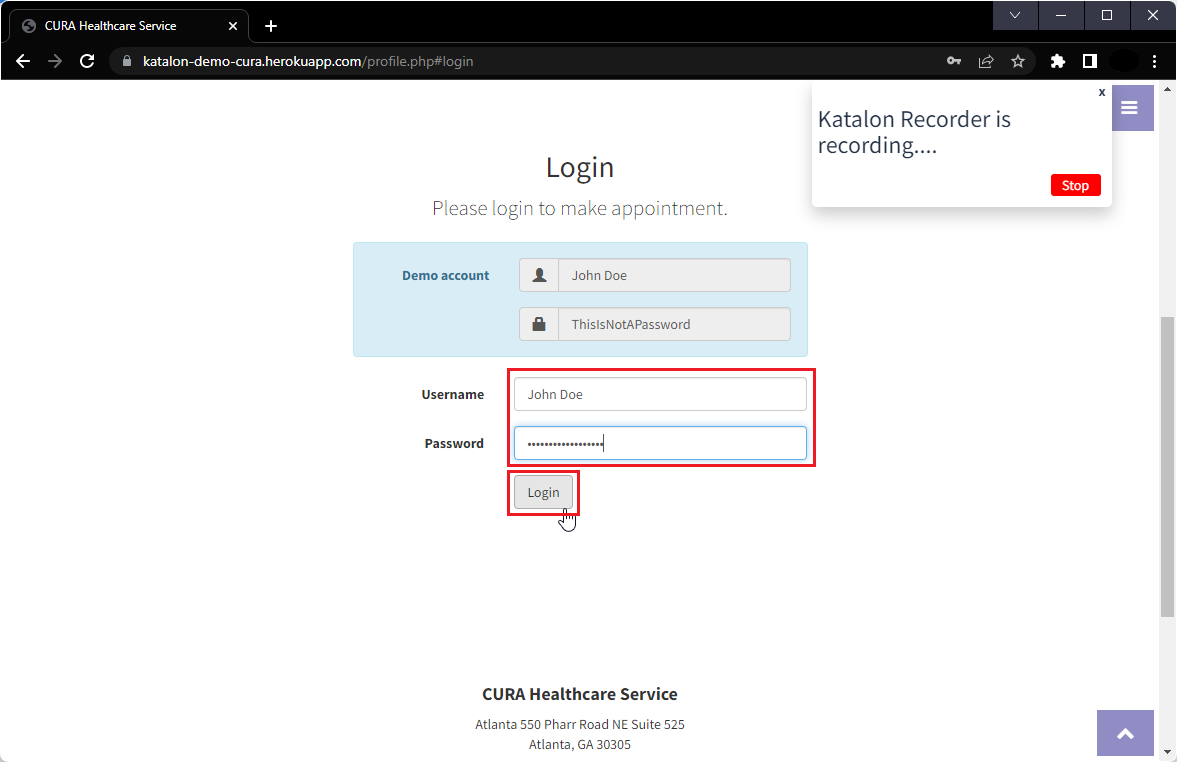 CURA Healthcare Service
katalon-demo-cura.herokuapp.com/profile.php#login
x
Katalon Recorder is
recording....
Stop
Login
Please login to make appointment.
Demo account
John Doe
ThisIsNotAPassword
Username
John Doe
Password
••••••••••••••••••
Login
CURA Healthcare Service
Atlanta 550 Pharr Road NE Suite 525
Atlanta, GA 30305